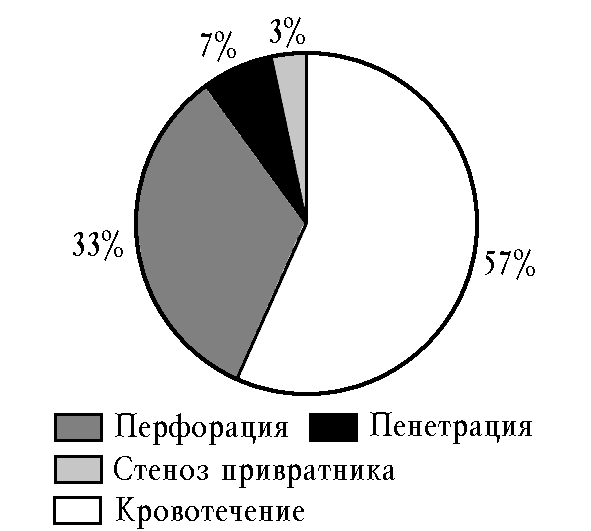 3%
7%
33%
57%
Перфорация Пенетрация
Стеноз привратника
Кровотечение